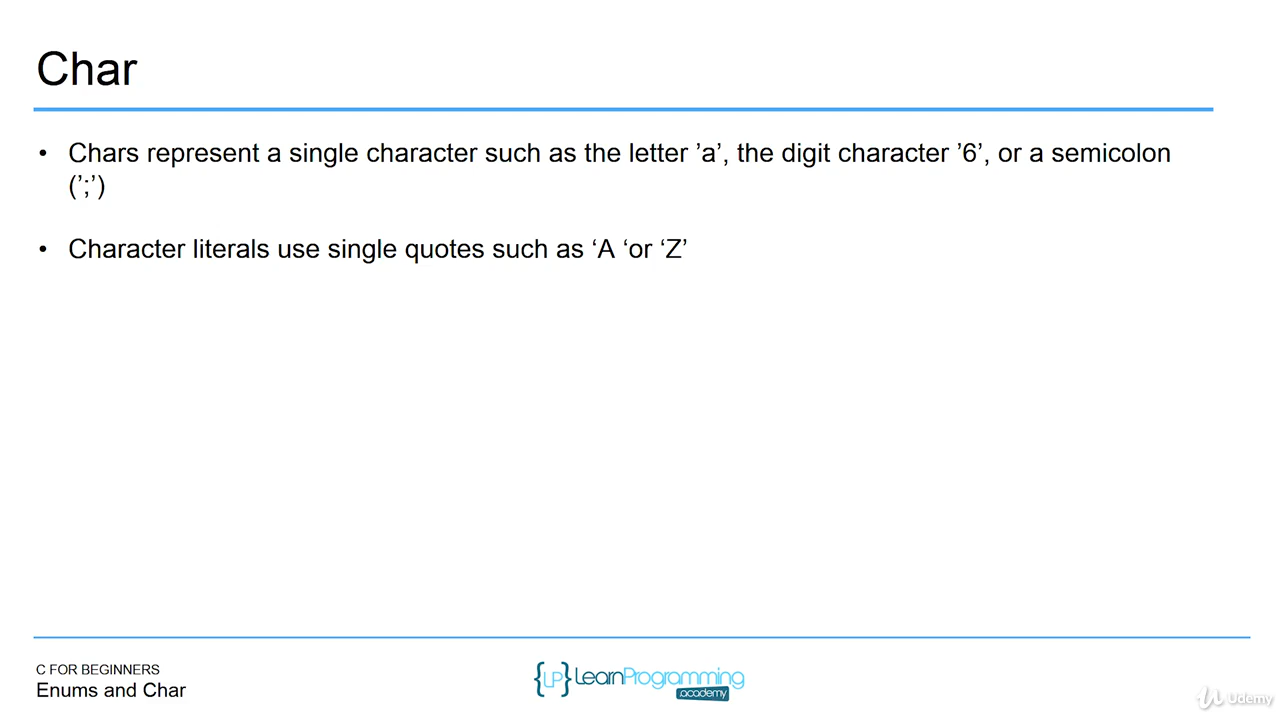 Char
• Chars represent a single character such as the letter ’a’, the digit character ’6’, or a semicolon
(’;’)
• Character literals use single quotes such as ‘A ‘or ‘Z’
C FOR BEGINNERS
Enums and Char
{LP} LearnProgramming
.academy
Udemy